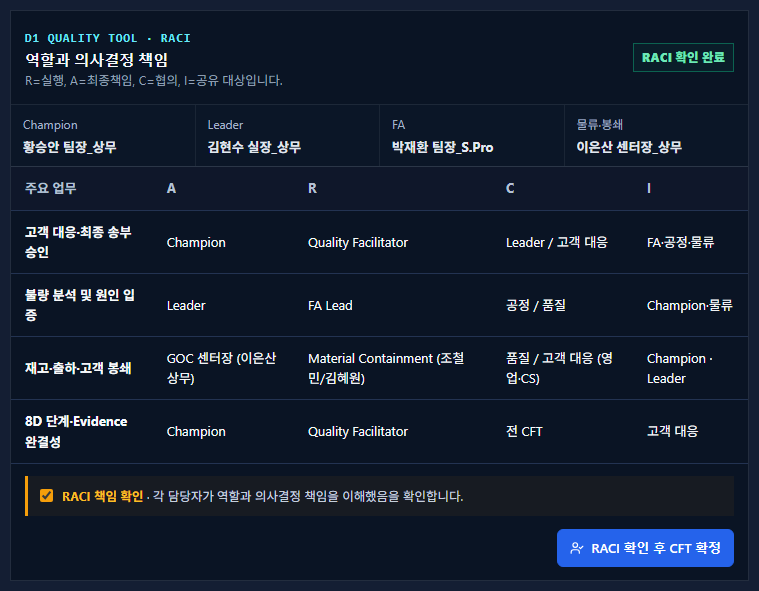 D1 QUALITY TOOL · RACI
역할과 의사결정 책임
R=실행, A=최종책임, C=협의, I=공유 대상입니다.
RACI 확인 완료
Champion
황승안 팀장_상무
Leader
김현수 실장_상무
FA
박재환 팀장_S.Pro
물류·봉쇄
이은산 센터장_상무
주요 업무 A R C I
고객 대응·최종 송부
승인
Champion
Quality Facilitator
Leader / 고객 대응
FA·공정·물류
불량 분석 및 원인 입
증
Leader
FA Lead
공정 / 품질
Champion·물류
재고·출하·고객 봉쇄
GOC 센터장 (이은산
상무)
Material Containment (조철
민/김혜원)
품질 / 고객 대응 (영
업·CS)
Champion ·
Leader
8D 단계·Evidence
완결성
Champion
Quality Facilitator
전 CFT
고객 대응
RACI 책임 확인 · 각 담당자가 역할과 의사결정 책임을 이해했음을 확인합니다.
RACI 확인 후 CFT 확정